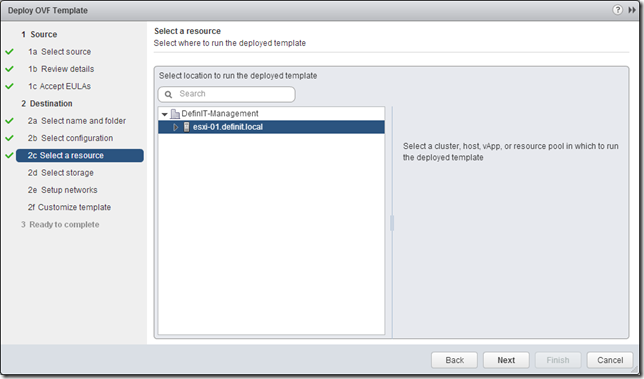 Deploy OVF Template
1 Source
1a Select source
1b Review details
1c Accept EULAs
2 Destination
2a Select name and folder
2b Select configuration
2c Select a resource
2d Select storage
2e Setup networks
2f Customize template
3 Ready to complete
Select a resource
Select where to run the deployed template
Select location to run the deployed template
Search
DefinIT-Management
esxi-01.definit.local
Select a cluster, host, vApp, or resource pool in which to run
the deployed template
Back
Next
Finish
Cancel